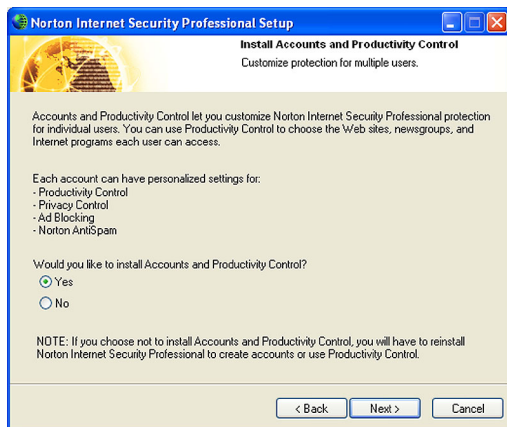 Norton Internet Security Professional Setup
Install Accounts and Productivity Control
Customize protection for multiple users.
Accounts and Productivity Control let you customize Norton Internet Security Professional protection
for individual users. You can use Productivity Control to choose the Web sites, newsgroups, and
Internet programs each user can access.
Each account can have personalized settings for:
- Productivity Control
- Privacy Control
- Ad Blocking
- Norton AntiSpam
Would you like to install Accounts and Productivity Control?
Yes
No
NOTE: If you choose not to install Accounts and Productivity Control, you will have to reinstall
Norton Internet Security Professional to create accounts or use Productivity Control.
< Back Next > Cancel